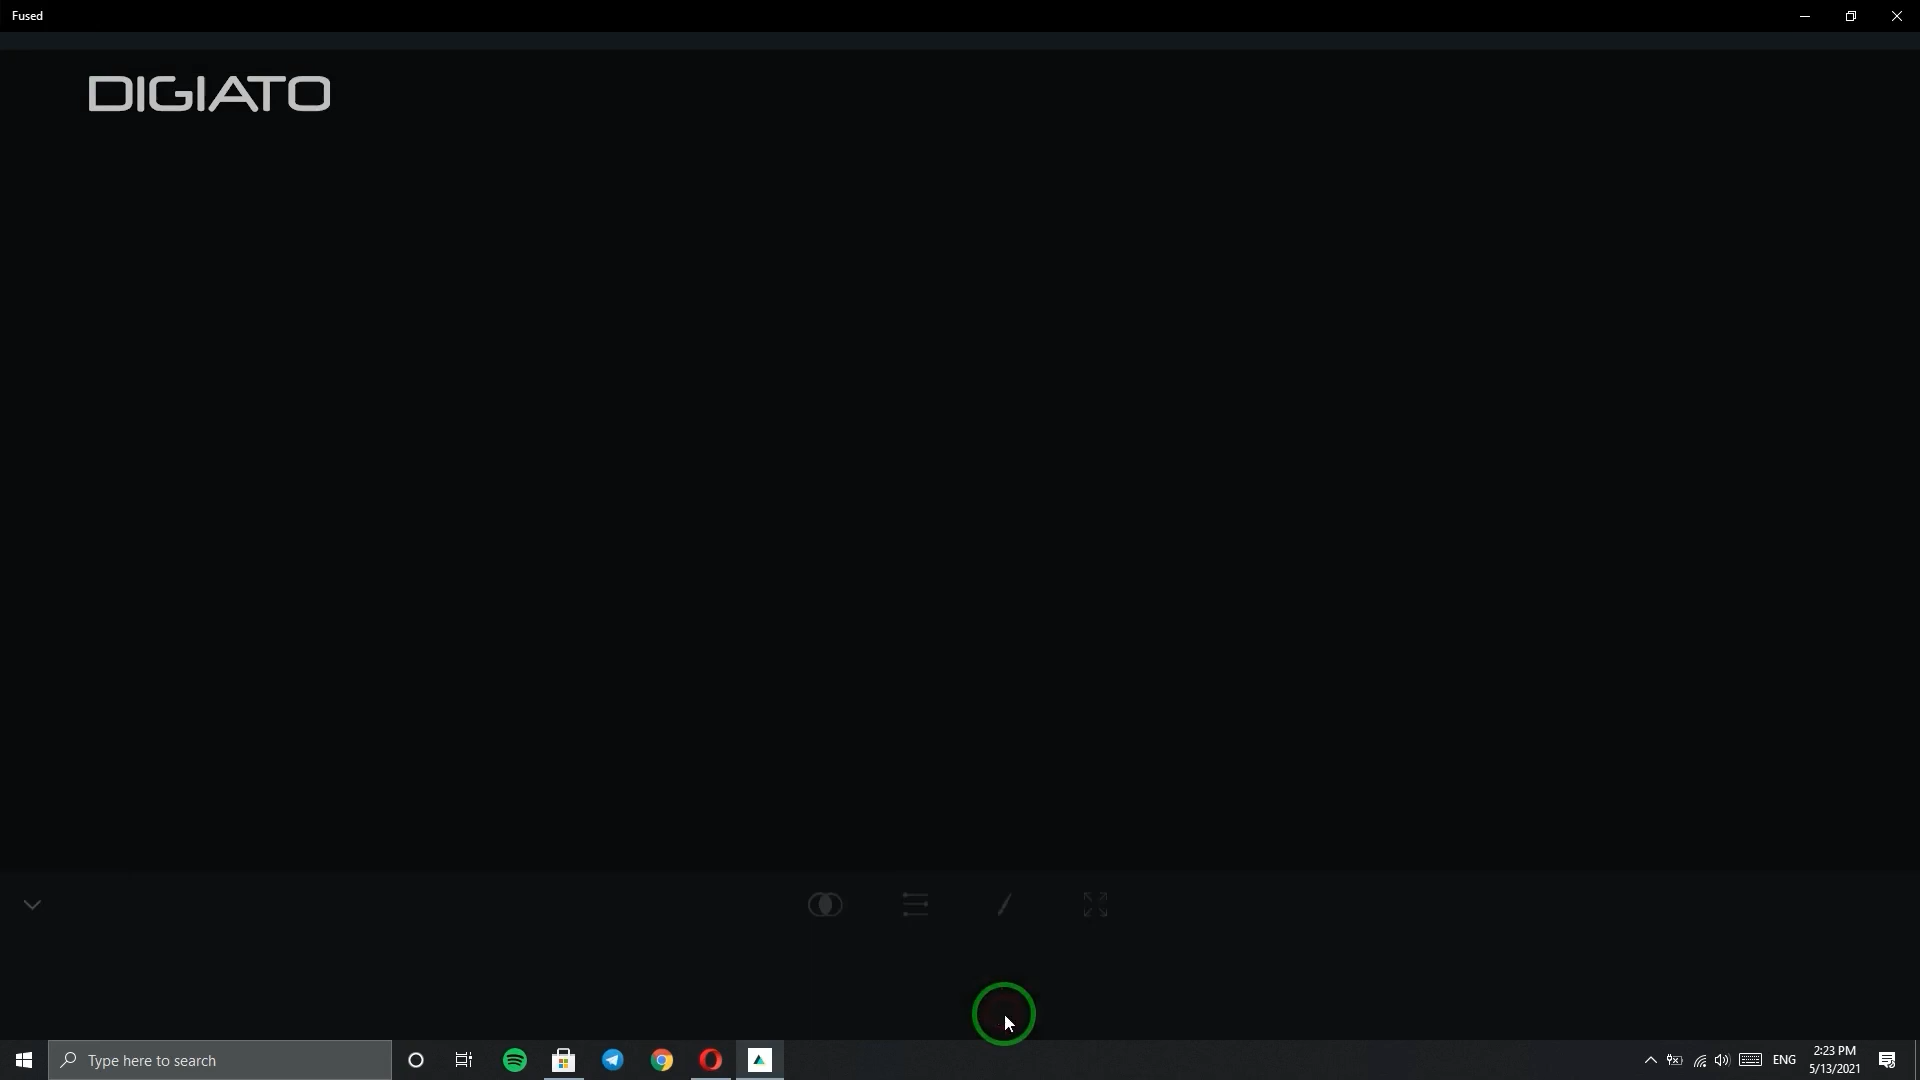 Fused
DIGIATO
Type here to search
ENG
2:23 PM
5/13/2021